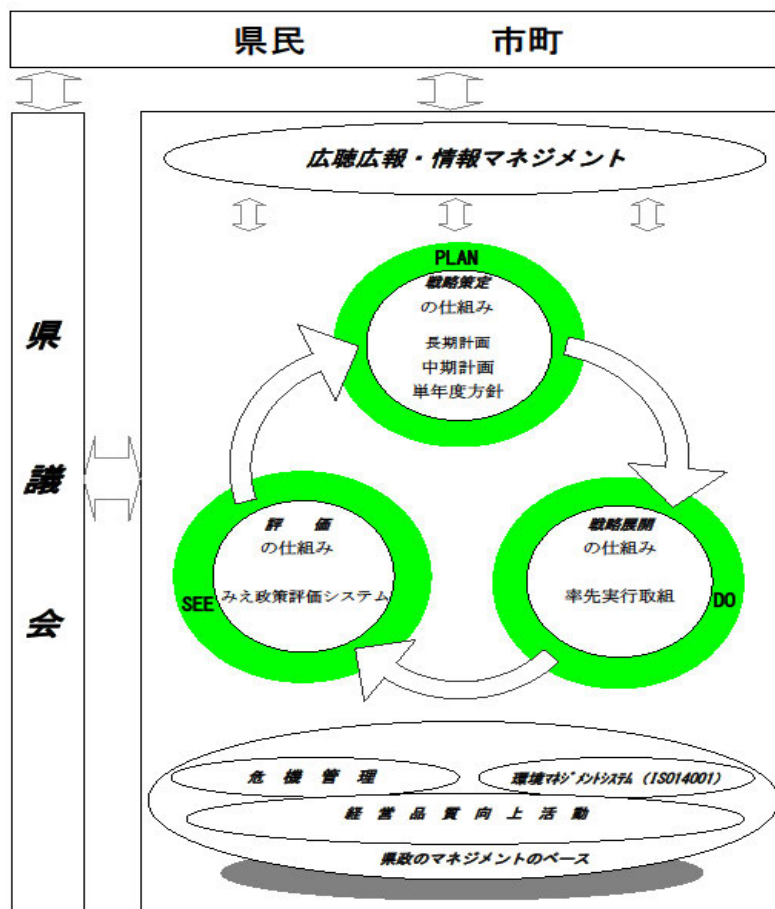 県民　市町
広聴広報・情報マネジメント
県議会
PLAN
戦略策定
の仕組み
長期計画
中期計画
単年度方針
評　価
の仕組み
みえ政策評価システム
SEE
戦略展開
の仕組み
率先実行取組
DO
危 機 管 理
環境ﾏﾈｼﾞﾒﾝﾄｼｽﾃﾑ（ISO14001）
経 営 品 質 向 上 活 動
県政のマネジメントのベース